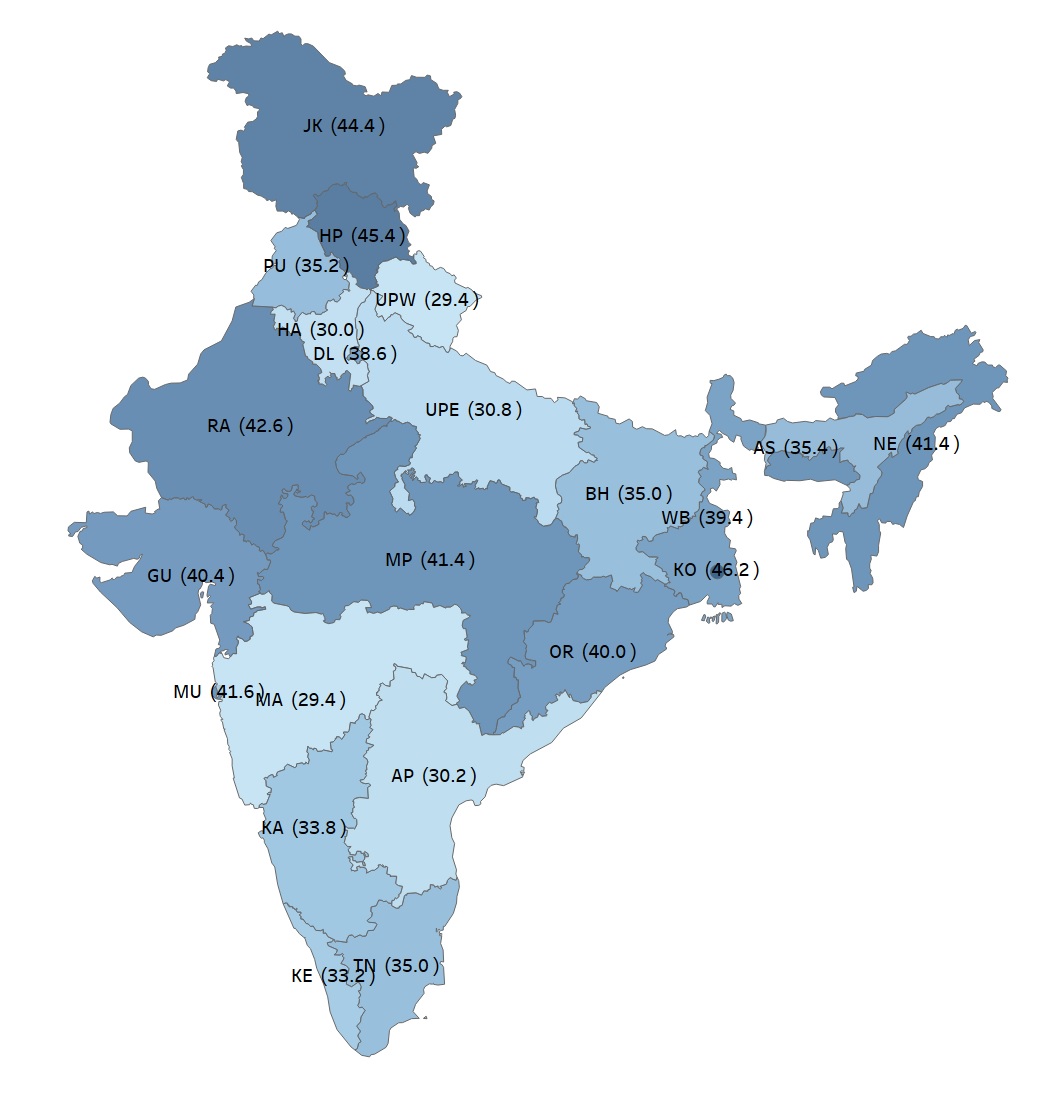 JK (44.4)
HP (45.4)
PU (35.2)
UPW (29.4)
HA (30.0)
DL (38.6)
UPE (30.8)
RA (42.6)
AS (35.4)
NE (41.4)
BH (35.0)
WB (39.4)
MP (41.4)
KO (46.2)
GU (40.4)
OR (40.0)
MU (41.6)
MA (29.4)
AP (30.2)
KA (33.8)
TN (35.0)
KE (33.2)